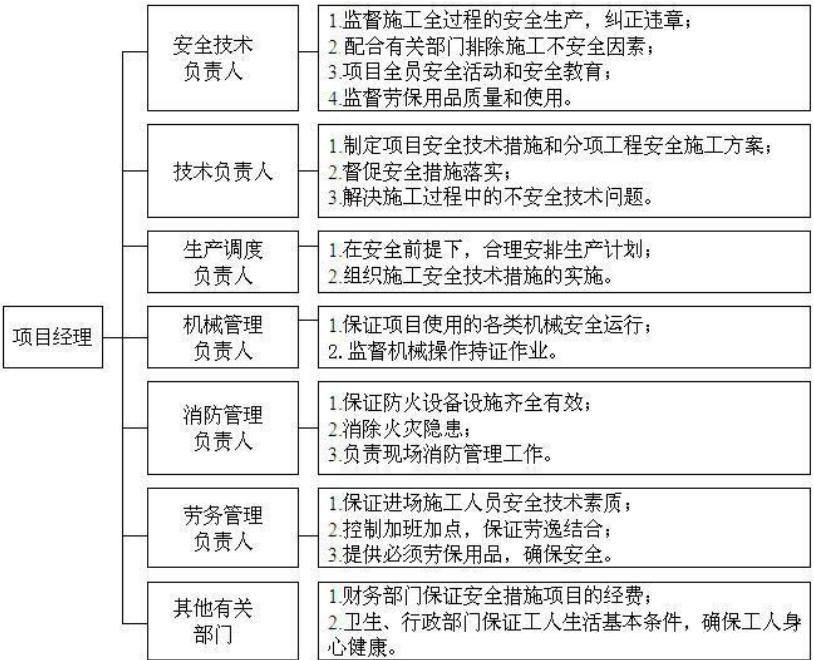 项目经理
安全技术
负责人
1.监督施工全过程的安全生产，纠正违章；
2.配合有关部门排除施工不安全因素；
3.项目全员安全活动和安全教育；
4.监督劳保用品质量和使用。
技术负责人
1.制定项目安全技术措施和分项工程安全施工方案；
2.督促安全措施落实；
3.解决施工过程中的不安全技术问题。
生产调度
负责人
1.在安全前提下，合理安排生产计划；
2.组织施工安全技术措施的实施。
机械管理
负责人
1.保证项目使用的各类机械安全运行；
2.监督机械操作持证作业。
消防管理
负责人
1.保证防火设备设施齐全有效；
2.消除火灾隐患；
3.负责现场消防管理工作。
劳务管理
负责人
1.保证进场施工人员安全技术素质；
2.控制加班加点，保证劳逸结合；
3.提供必须劳保用品，确保安全。
其他有关
部门
1.财务部门保证安全措施项目的经费；
2.卫生、行政部门保证工人生活基本条件，确保工人身
心健康。